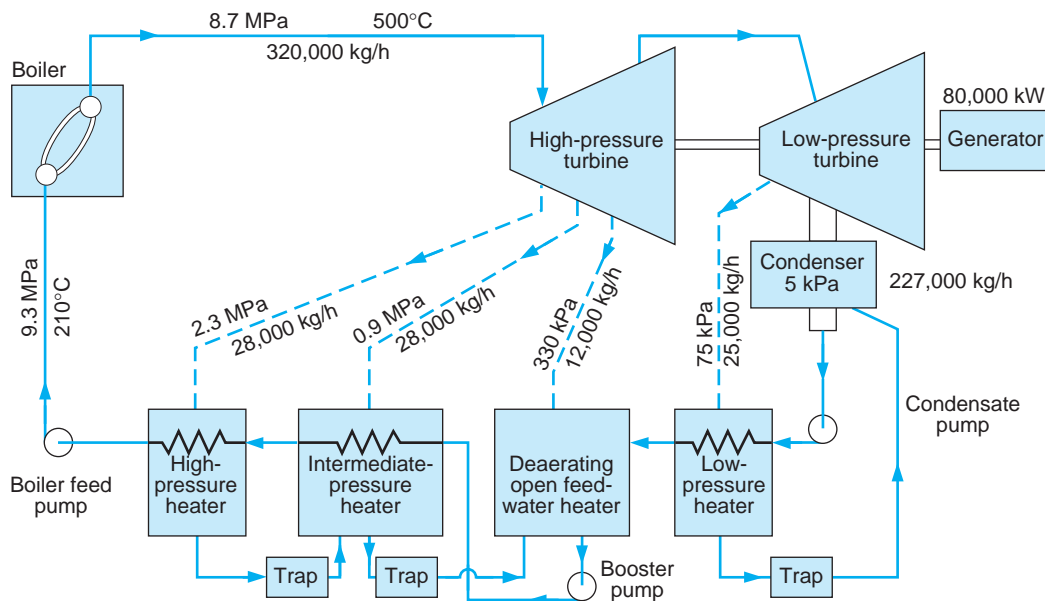 8.7 MPa 500°C
320,000 kg/h
Boiler
High-pressure
turbine
Low-pressure
turbine
80,000 kW
Generator
Condenser
5 kPa
227,000 kg/h
9.3 MPa
210°C
2.3 MPa
28,000 kg/h
0.9 MPa
28,000 kg/h
330 kPa
12,000 kg/h
75 kPa
25,000 kg/h
Condensate
pump
Boiler feed
pump
High-
pressure
heater
Intermediate-
pressure
heater
Deaerating
open feed-
water heater
Low-
pressure
heater
Trap
Trap
Booster
pump
Trap